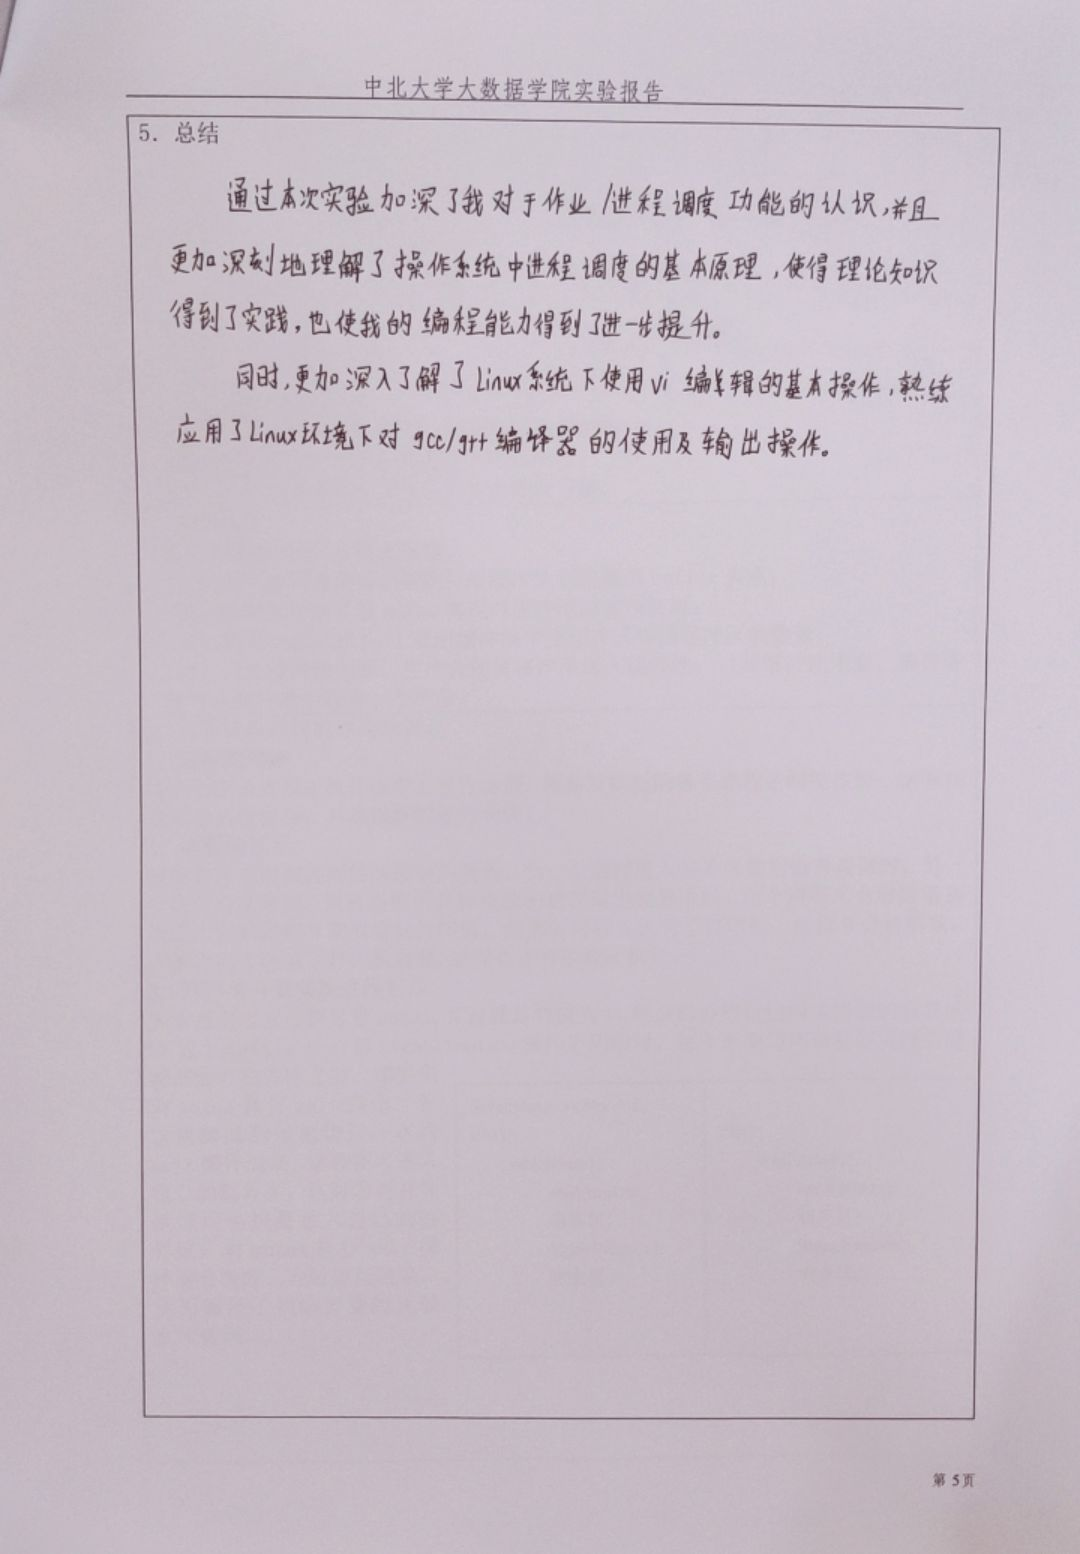 中北大学大数据学院实验报告
5. 总结
通过本次实验加深了我对于作业/进程调度功能的认识,并且
更加深刻地理解了操作系统中进程调度的基本原理,使得理论知识
得到了实践,也使我的编程能力得到了进一步提升。
同时,更加深入了解了Linux系统下使用vi编辑的基本操作,熟练
应用了Linux环境下对gcc/g++编译器的使用及输出操作。
第 5页